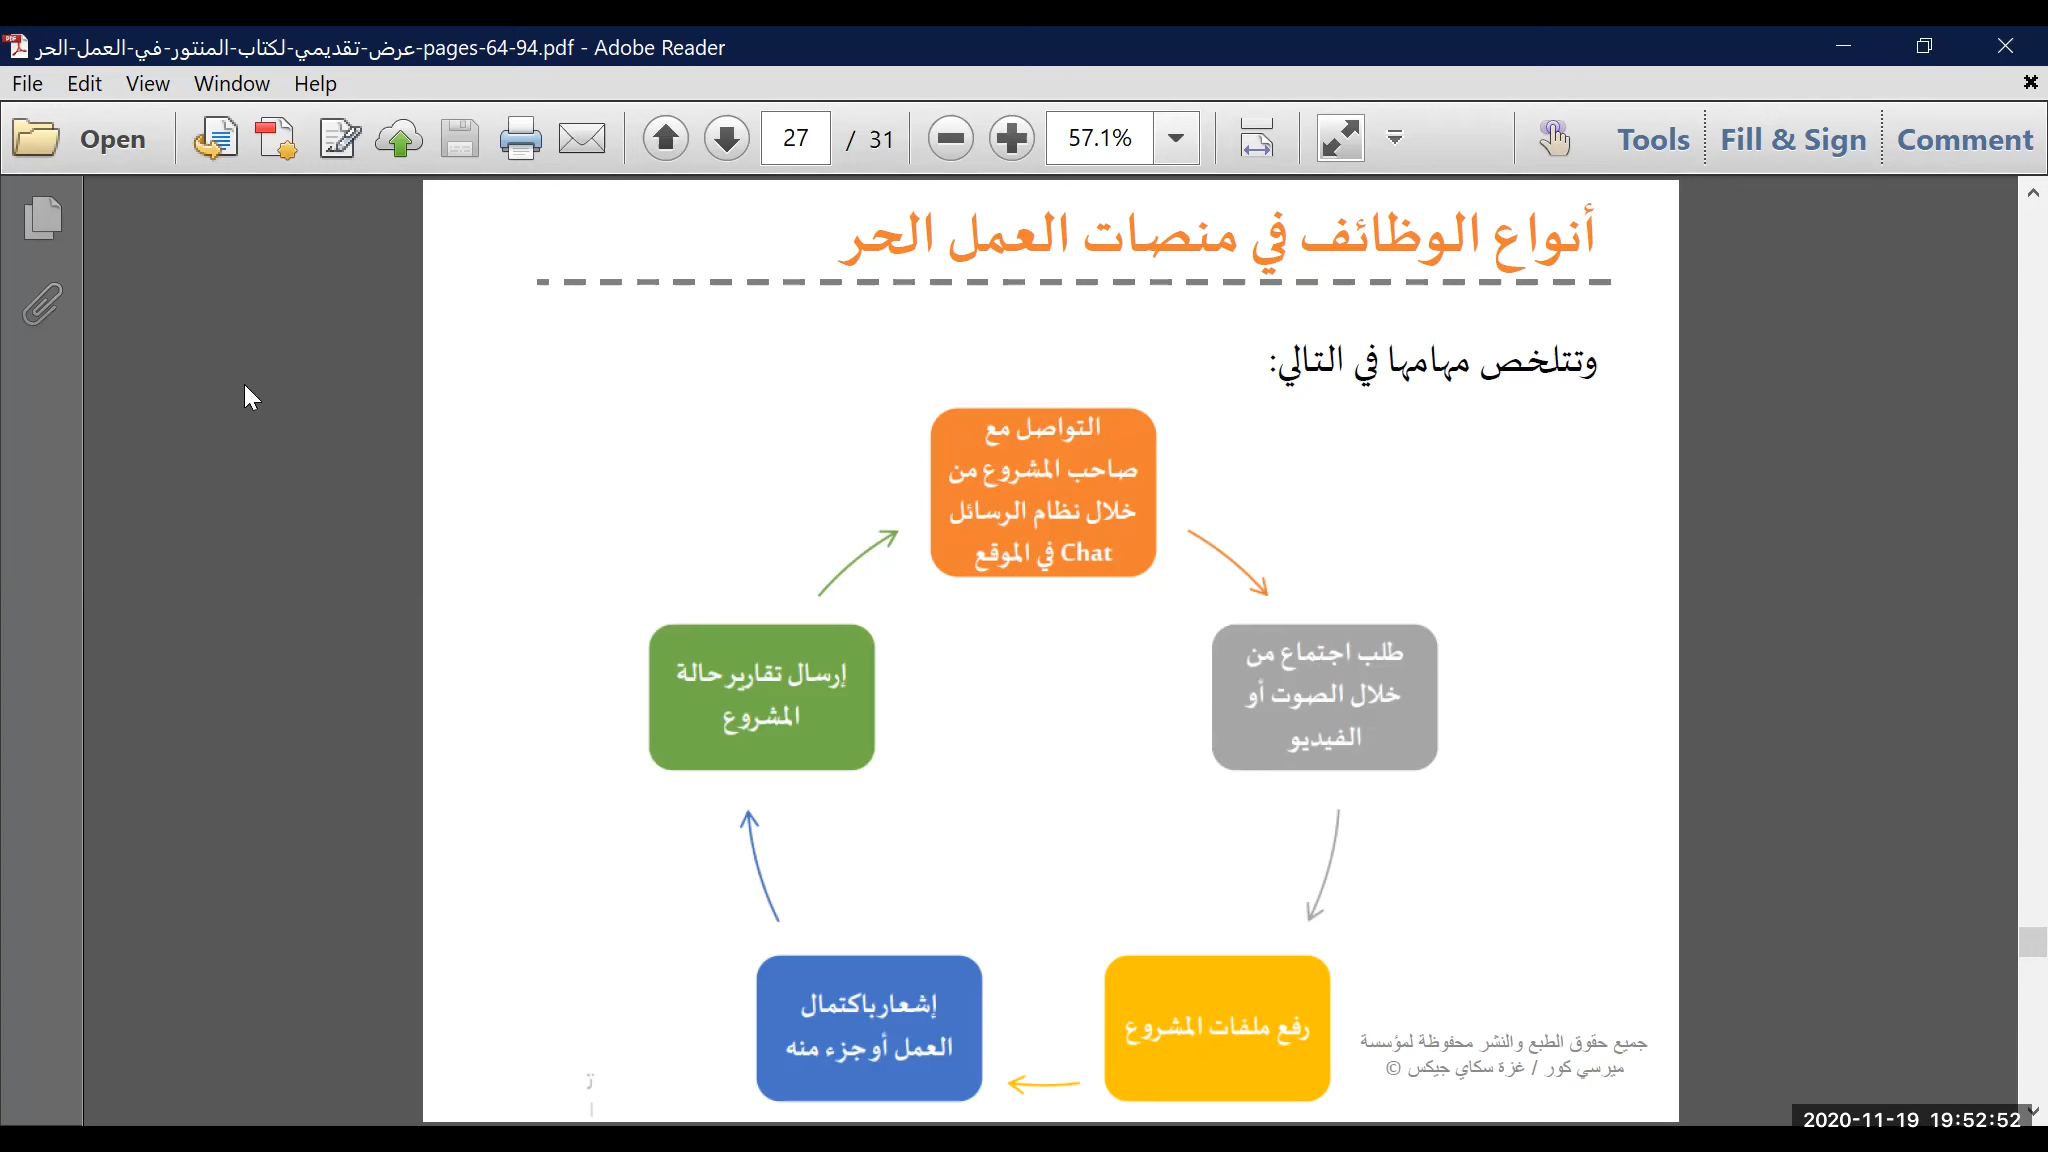 عرض-تقديمي-لكتاب-المنتور-في-العمل-الحر-pages-64-94.pdf - Adobe Reader
File Edit View Window Help
Open 27 / 31 57.1% Tools Fill & Sign Comment
أنواع الوظائف في منصات العمل الحر
وتتلخص مهامها في التالي:
التواصل مع
صاحب المشروع من
خلال نظام الرسائل
Chat في الموقع
طلب اجتماع من
خلال الصوت أو
الفيديو
رفع ملفات المشروع
إشعار باكتمال
العمل أو جزء منه
إرسال تقارير حالة
المشروع
جميع حقوق الطبع والنشر محفوظة لمؤسسة
ميرسي كور / غزة سكاي جيكس ©
2020-11-19 19:52:52